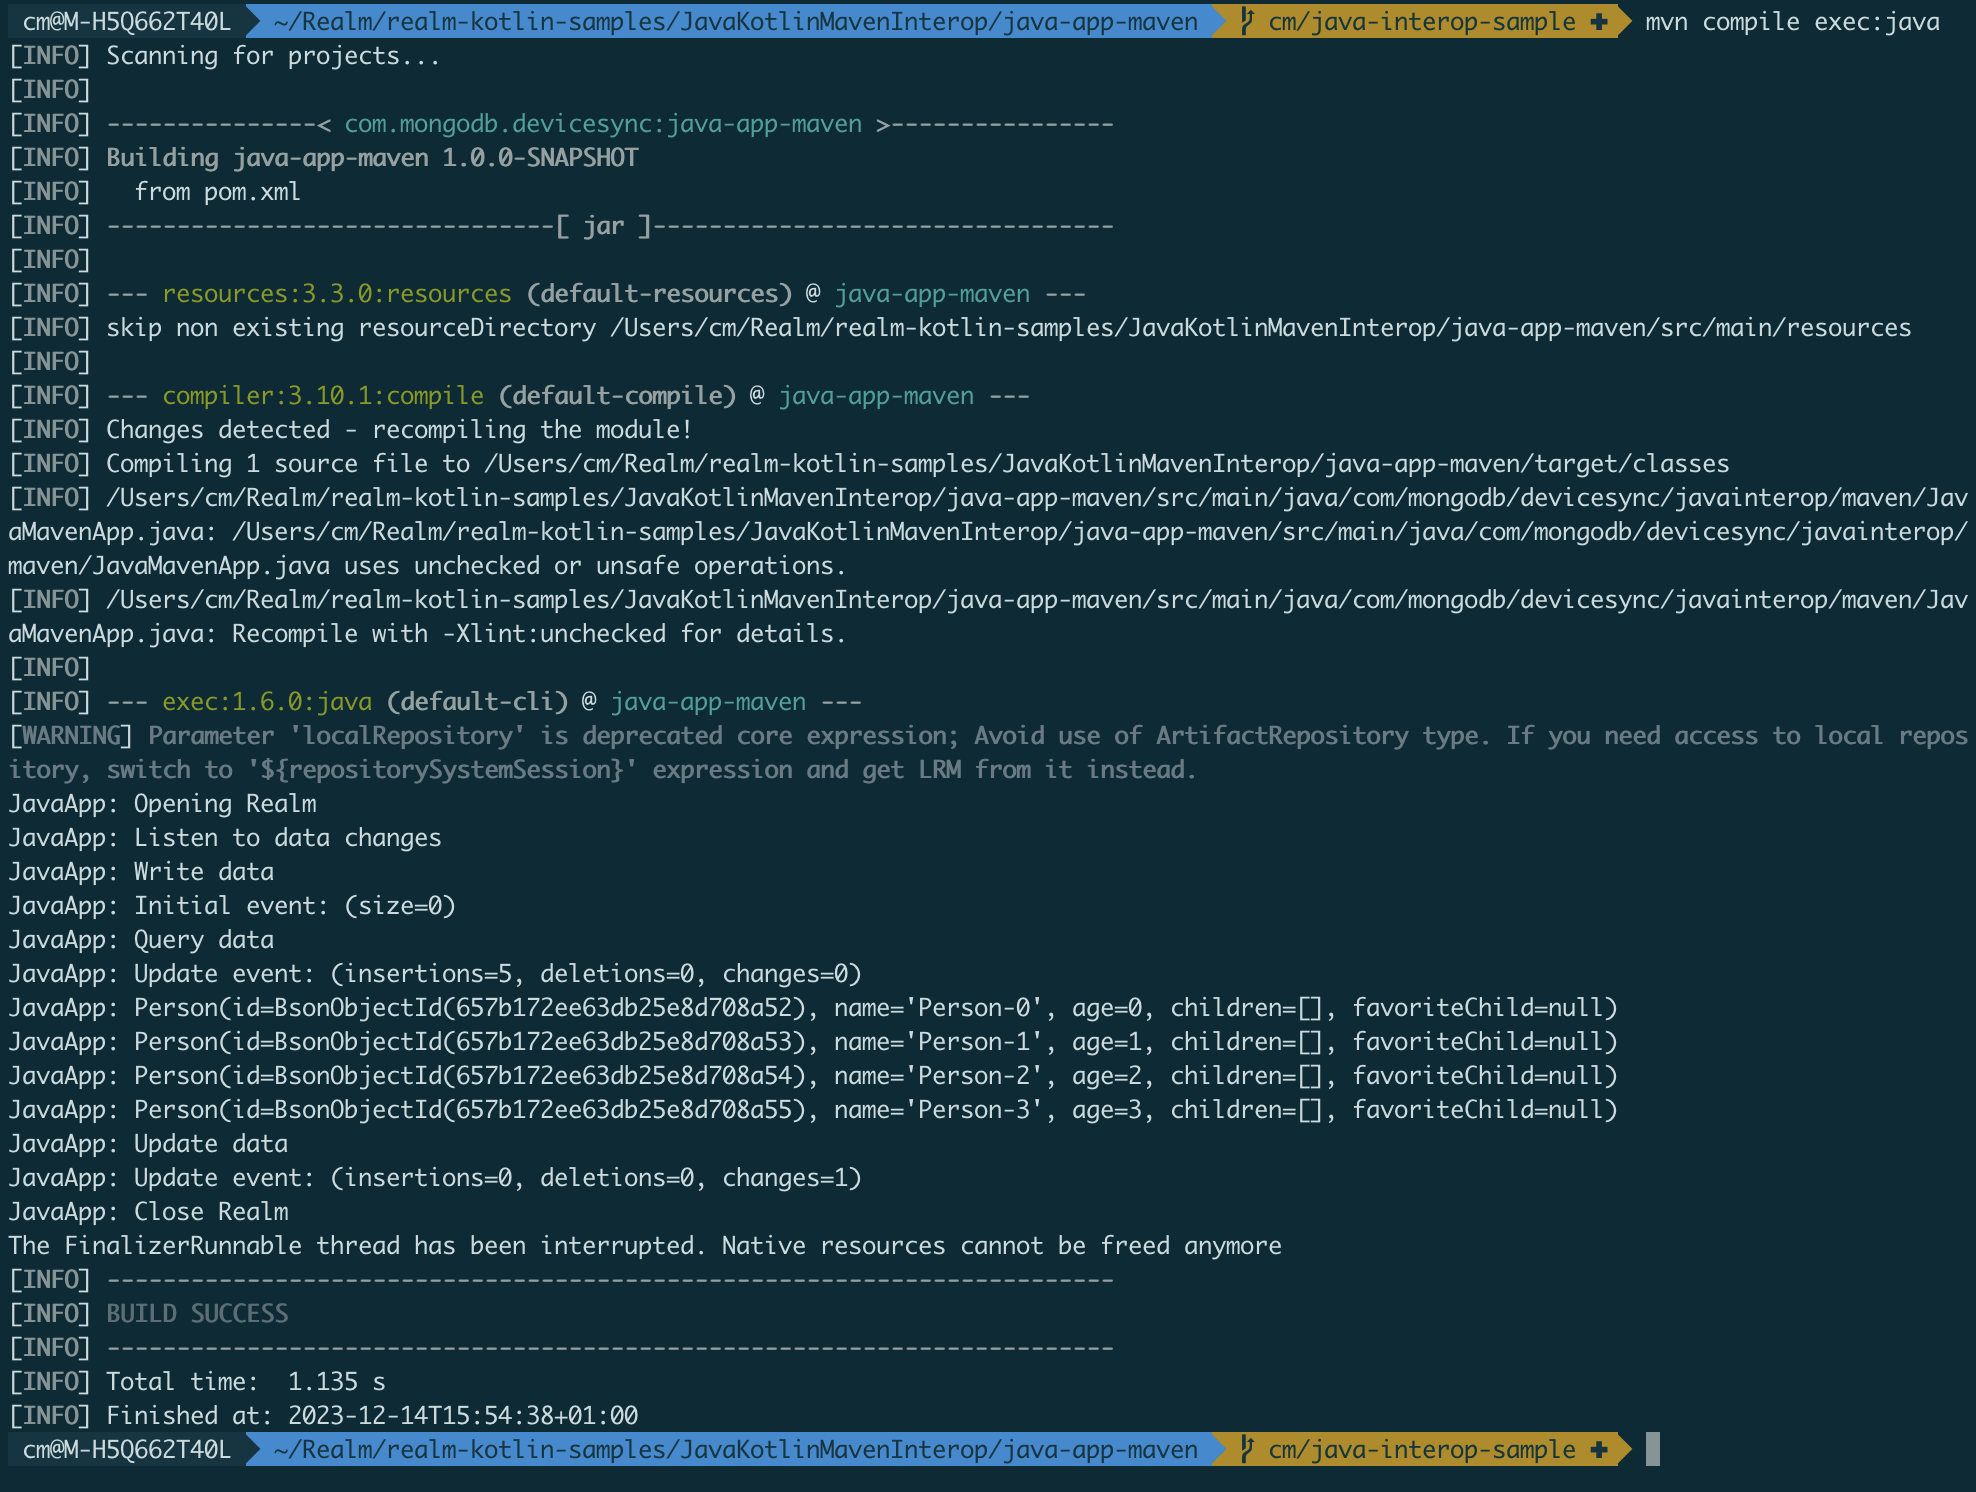 cm@M-H5Q662T40L ~/Realm/realm-kotlin-samples/JavaKotlinMavenInterop/java-app-maven cm/java-interop-sample ✚ mvn compile exec:java
[INFO] Scanning for projects...
[INFO]
[INFO] ---------------< com.mongodb.devicesync:java-app-maven >----------------
[INFO] Building java-app-maven 1.0.0-SNAPSHOT
[INFO]   from pom.xml
[INFO] --------------------------------[ jar ]---------------------------------
[INFO]
[INFO] --- resources:3.3.0:resources (default-resources) @ java-app-maven ---
[INFO] skip non existing resourceDirectory /Users/cm/Realm/realm-kotlin-samples/JavaKotlinMavenInterop/java-app-maven/src/main/resources
[INFO]
[INFO] --- compiler:3.10.1:compile (default-compile) @ java-app-maven ---
[INFO] Changes detected - recompiling the module!
[INFO] Compiling 1 source file to /Users/cm/Realm/realm-kotlin-samples/JavaKotlinMavenInterop/java-app-maven/target/classes
[INFO] /Users/cm/Realm/realm-kotlin-samples/JavaKotlinMavenInterop/java-app-maven/src/main/java/com/mongodb/devicesync/javainterop/maven/Jav
aMavenApp.java: /Users/cm/Realm/realm-kotlin-samples/JavaKotlinMavenInterop/java-app-maven/src/main/java/com/mongodb/devicesync/javainterop/
maven/JavaMavenApp.java uses unchecked or unsafe operations.
[INFO] /Users/cm/Realm/realm-kotlin-samples/JavaKotlinMavenInterop/java-app-maven/src/main/java/com/mongodb/devicesync/javainterop/maven/Jav
aMavenApp.java: Recompile with -Xlint:unchecked for details.
[INFO]
[INFO] --- exec:1.6.0:java (default-cli) @ java-app-maven ---
[WARNING] Parameter 'localRepository' is deprecated core expression; Avoid use of ArtifactRepository type. If you need access to local repos
itory, switch to '${repositorySystemSession}' expression and get LRM from it instead.
JavaApp: Opening Realm
JavaApp: Listen to data changes
JavaApp: Write data
JavaApp: Initial event: (size=0)
JavaApp: Query data
JavaApp: Update event: (insertions=5, deletions=0, changes=0)
JavaApp: Person(id=BsonObjectId(657b172ee63db25e8d708a52), name='Person-0', age=0, children=[], favoriteChild=null)
JavaApp: Person(id=BsonObjectId(657b172ee63db25e8d708a53), name='Person-1', age=1, children=[], favoriteChild=null)
JavaApp: Person(id=BsonObjectId(657b172ee63db25e8d708a54), name='Person-2', age=2, children=[], favoriteChild=null)
JavaApp: Person(id=BsonObjectId(657b172ee63db25e8d708a55), name='Person-3', age=3, children=[], favoriteChild=null)
JavaApp: Update data
JavaApp: Update event: (insertions=0, deletions=0, changes=1)
JavaApp: Close Realm
The FinalizerRunnable thread has been interrupted. Native resources cannot be freed anymore
[INFO] ------------------------------------------------------------------------
[INFO] BUILD SUCCESS
[INFO] ------------------------------------------------------------------------
[INFO] Total time:  1.135 s
[INFO] Finished at: 2023-12-14T15:54:38+01:00
cm@M-H5Q662T40L ~/Realm/realm-kotlin-samples/JavaKotlinMavenInterop/java-app-maven cm/java-interop-sample ✚